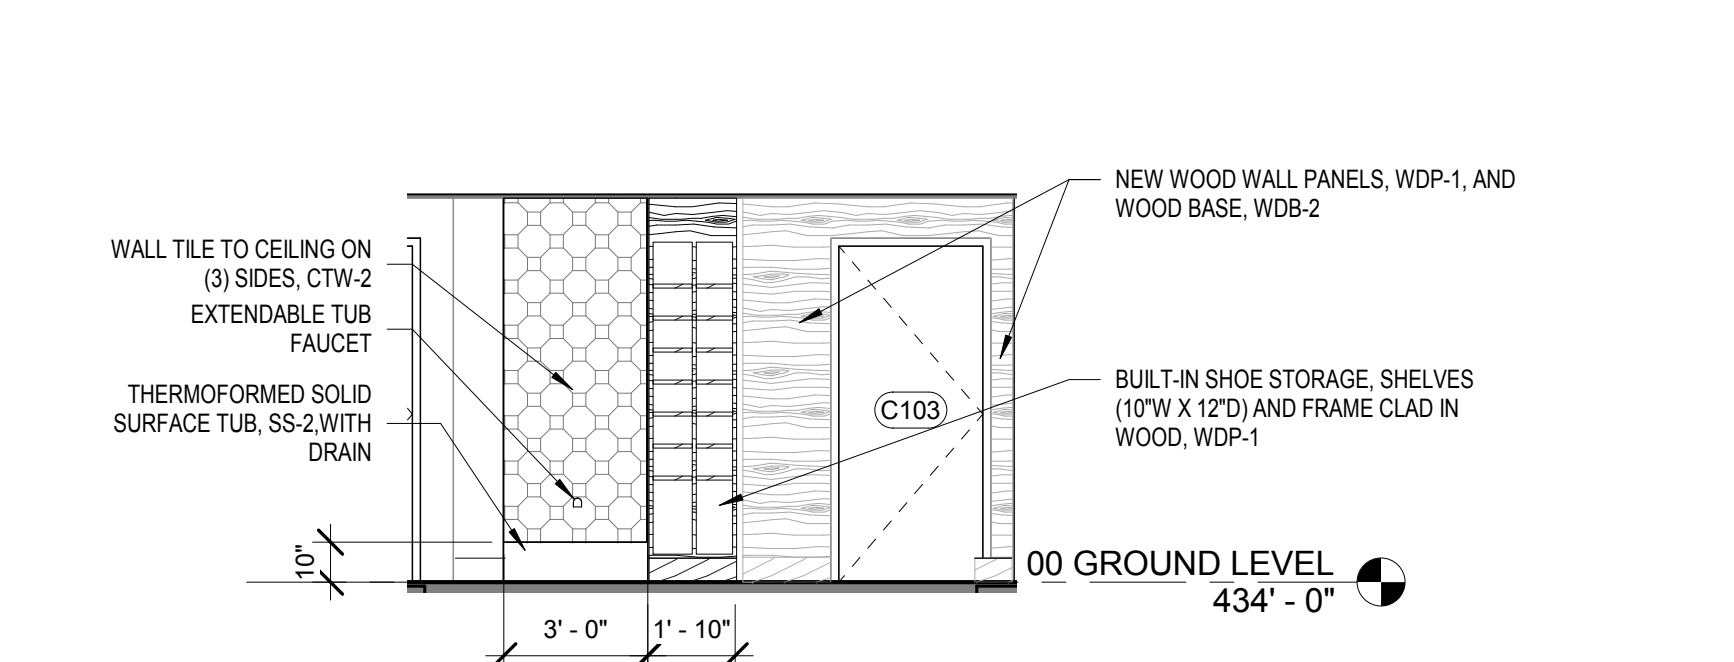 NEW WOOD WALL PANELS, WDP-1, AND
WOOD BASE, WDB-2
WALL TILE TO CEILING ON
(3) SIDES, CTW-2
EXTENDABLE TUB
FAUCET
THERMOFORMED SOLID
SURFACE TUB, SS-2,WITH
DRAIN
BUILT-IN SHOE STORAGE, SHELVES
(10"W X 12"D) AND FRAME CLAD IN
WOOD, WDP-1
C103
10"
00 GROUND LEVEL
434' - 0"
3' - 0"
1' - 10"